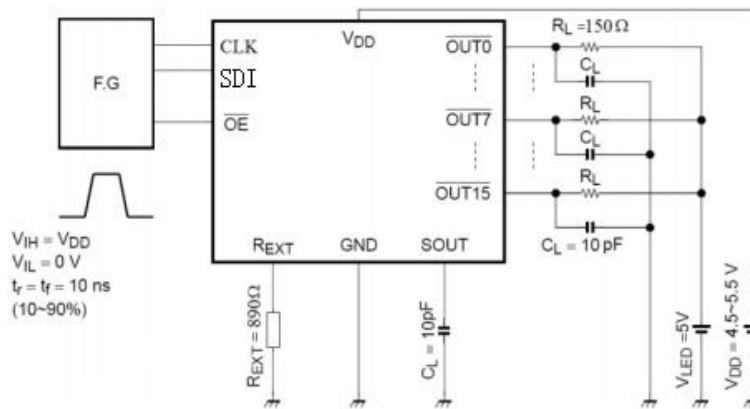 F.G
CLK
SDI
OE
V_DD
OUT0
OUT7
OUT15
R_EXT
GND
SOUT
R_L =150Ω
C_L
R_L
C_L
R_L
C_L = 10 pF
V_IH = V_DD
V_IL = 0 V
t_r = t_f = 10 ns
(10~90%)
R_EXT = 890Ω
C_L = 10pF
V_LED =5V
V_DD = 4.5~5.5 V